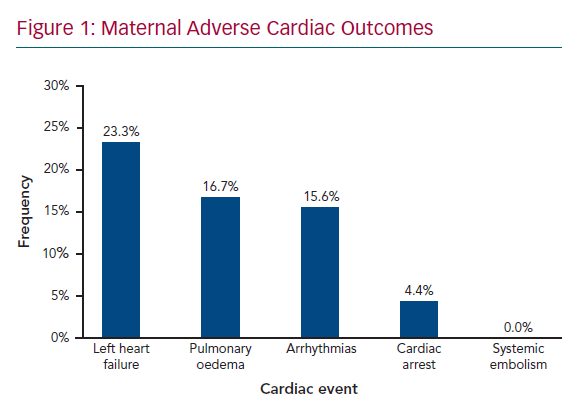 Figure 1: Maternal Adverse Cardiac Outcomes
30%
25%
20%
15%
10%
5%
0%
Frequency
23.3%
16.7%
15.6%
4.4%
0.0%
Left heart
failure
Pulmonary
oedema
Arrhythmias
Cardiac
arrest
Systemic
embolism
Cardiac event